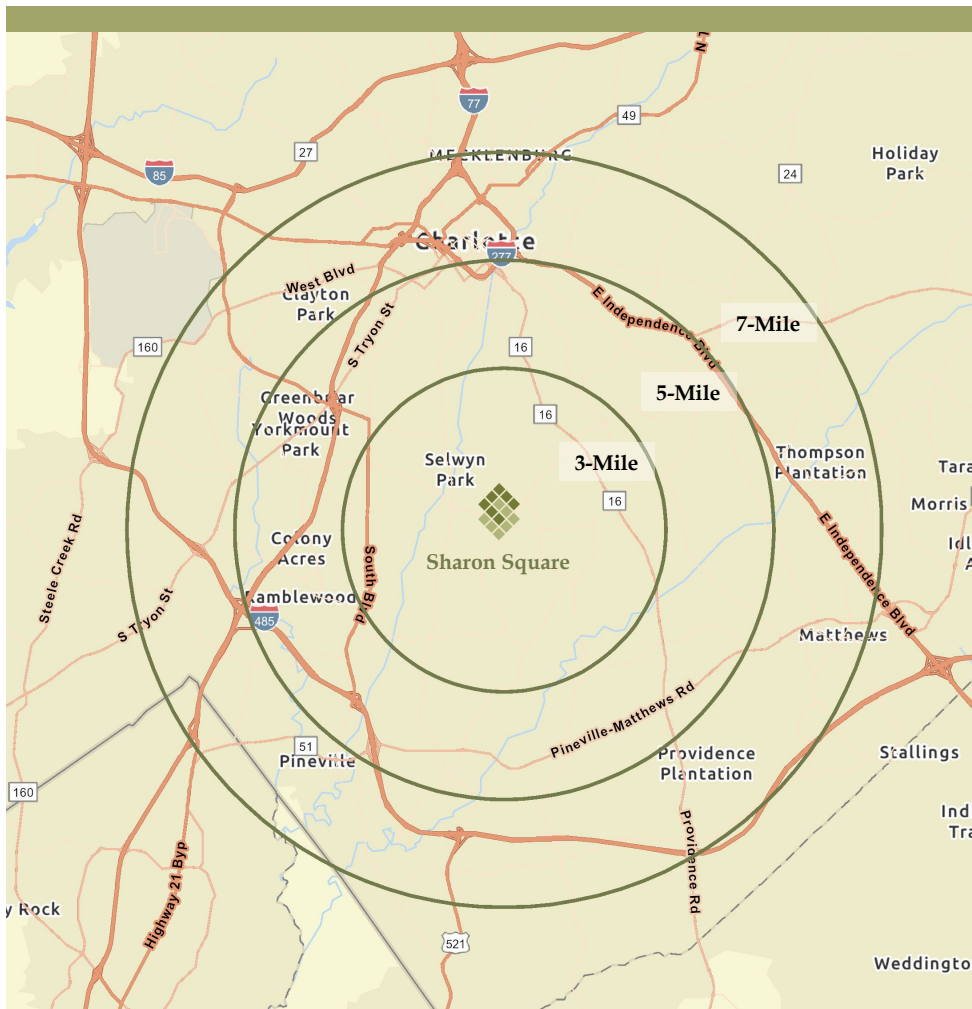 N
77
49
27
MECKLENBURG
85
24
Holiday
Park
Charlotte
277
West Blvd
Clayton
Park
E Independence Blvd
S Tryon St
7-Mile
160
16
5-Mile
Greenbriar
Woods
Yorkmount
Park
16
Selwyn
Park
3-Mile
Thompson
Plantation
Tara
Morris
16
Steele Creek Rd
Colony
Acres
South Blvd
Sharon Square
E Independence Blvd
Idl
A
Ramblewood
485
S Tryon St
Matthews
Pineville-Matthews Rd
51
Pineville
Providence
Plantation
Stallings
160
Ind
Tra
Providence Rd
Highway 21 Byp
y Rock
521
Weddingto